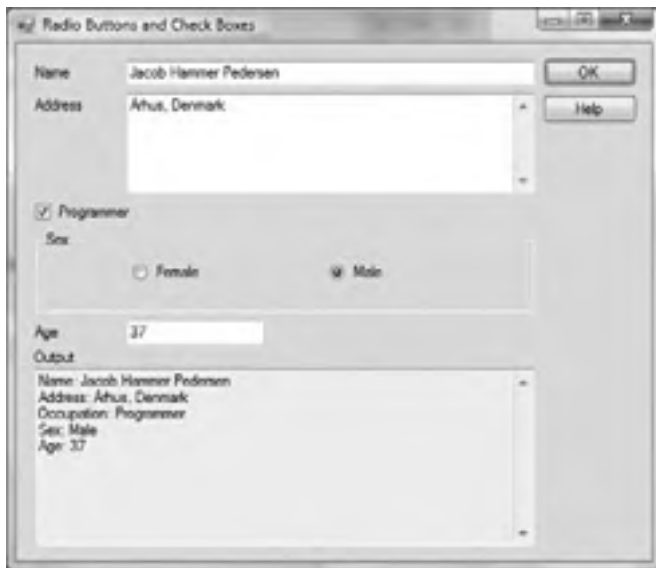 Radio Buttons and Check Boxes
Name Jacob Hammer Pedersen OK
Address Århus, Denmark Help
Programmer
Sex
Female Male
Age 37
Output
Name: Jacob Hammer Pedersen
Address: Århus, Denmark
Occupation: Programmer
Sex: Male
Age: 37